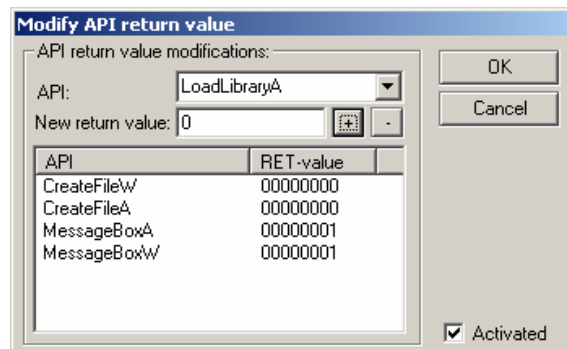 Modify API return value
API return value modifications:
API: LoadLibraryA
New return value: 0 + -
OK
Cancel
API RET-value
CreateFileW 00000000
CreateFileA 00000000
MessageBoxA 00000001
MessageBoxW 00000001
Activated